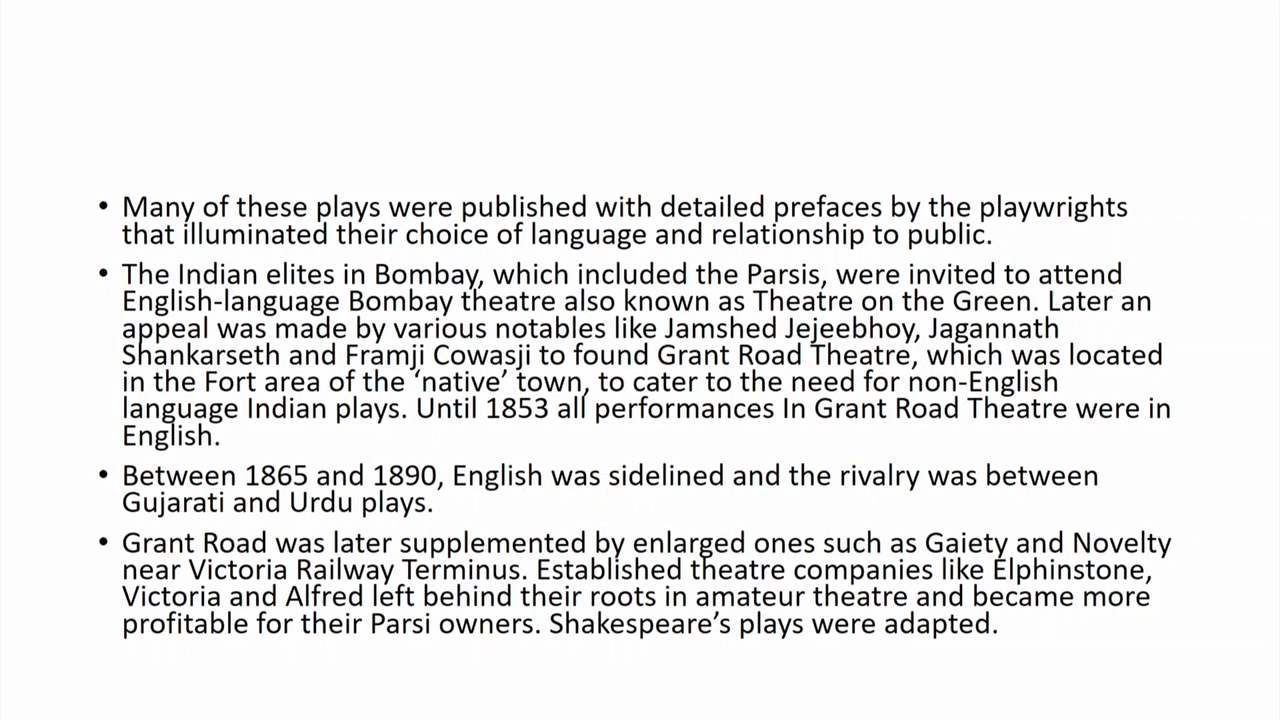 • Many of these plays were published with detailed prefaces by the playwrights
that illuminated their choice of language and relationship to public.
• The Indian elites in Bombay, which included the Parsis, were invited to attend
English-language Bombay theatre also known as Theatre on the Green. Later an
appeal was made by various notables like Jamshed Jejeebhoy, Jagannath
Shankarseth and Framji Cowasji to found Grant Road Theatre, which was located
in the Fort area of the ‘native’ town, to cater to the need for non-English
language Indian plays. Until 1853 all performances In Grant Road Theatre were in
English.
• Between 1865 and 1890, English was sidelined and the rivalry was between
Gujarati and Urdu plays.
• Grant Road was later supplemented by enlarged ones such as Gaiety and Novelty
near Victoria Railway Terminus. Established theatre companies like Elphinstone,
Victoria and Alfred left behind their roots in amateur theatre and became more
profitable for their Parsi owners. Shakespeare’s plays were adapted.